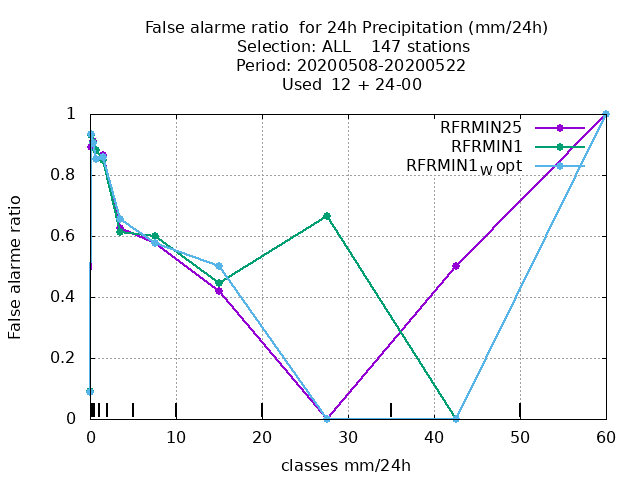 False alarme ratio  for 24h Precipitation (mm/24h)
Selection: ALL    147 stations
Period: 20200508-20200522
Used  12 + 24-00
RFRMIN25
RFRMIN1
RFRMIN1W opt
False alarme ratio
1
0.8
0.6
0.4
0.2
0
0 10 20 30 40 50 60
classes mm/24h